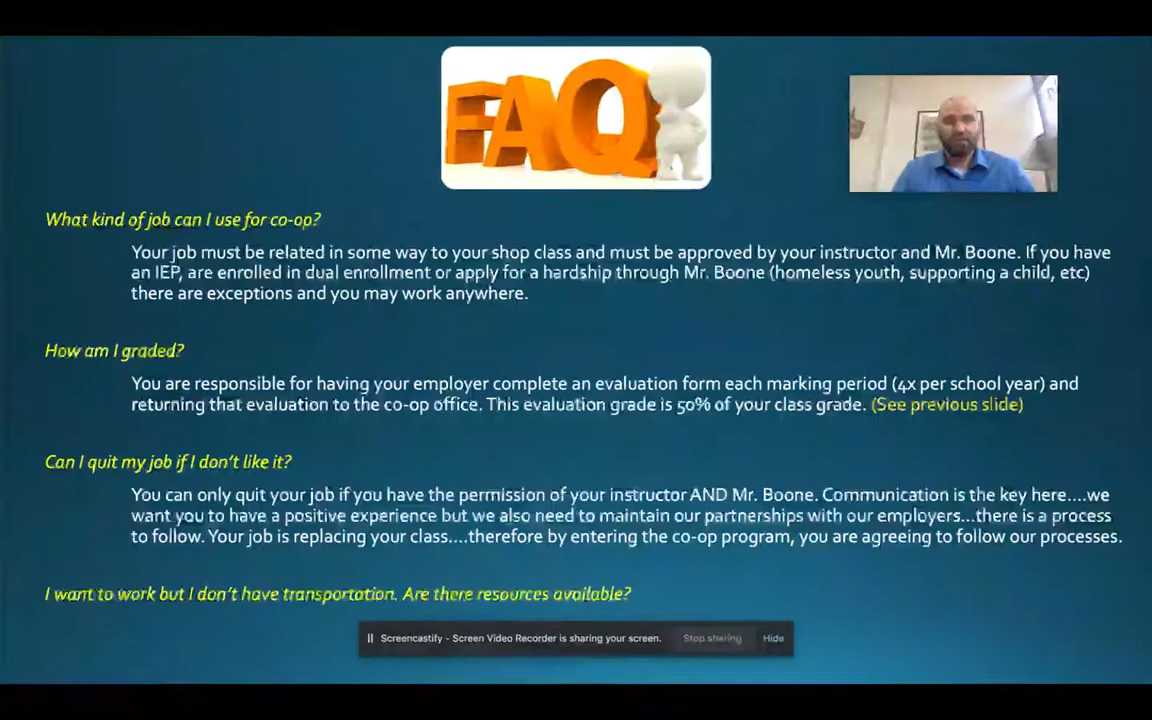 FAQ
What kind of job can I use for co-op?
Your job must be related in some way to your shop class and must be approved by your instructor and Mr. Boone. If you have
an IEP, are enrolled in dual enrollment or apply for a hardship through Mr. Boone (homeless youth, supporting a child, etc)
there are exceptions and you may work anywhere.
How am I graded?
You are responsible for having your employer complete an evaluation form each marking period (4x per school year) and
returning that evaluation to the co-op office. This evaluation grade is 50% of your class grade. (See previous slide)
Can I quit my job if I don't like it?
You can only quit your job if you have the permission of your instructor AND Mr. Boone. Communication is the key here....we
want you to have a positive experience but we also need to maintain our partnerships with our employers...there is a process
to follow. Your job is replacing your class....therefore by entering the co-op program, you are agreeing to follow our processes.
I want to work but I don't have transportation. Are there resources available?
Screencastify - Screen Video Recorder is sharing your screen. Stop sharing Hide